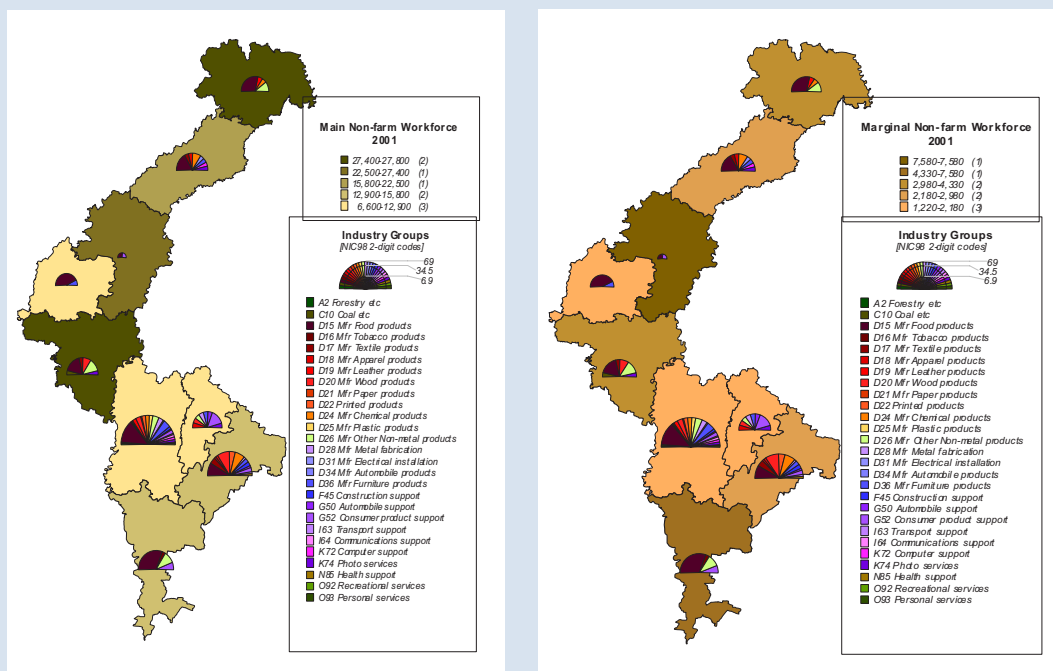 Main Non-farm Workforce
2001
27,400-27,800 (2)
22,500-27,400 (1)
15,800-22,500 (1)
12,900-15,800 (2)
6,600-12,900 (3)
Industry Groups
[NIC98 2-digit codes]
69
34.5
6.9
A2 Forestry etc
C10 Coal etc
D15 Mfr Food products
D16 Mfr Tobacco products
D17 Mfr Textile products
D18 Mfr Apparel products
D19 Mfr Leather products
D20 Mfr Wood products
D21 Mfr Paper products
D22 Printed products
D24 Mfr Chemical products
D25 Mfr Plastic products
D26 Mfr Other Non-metal products
D28 Mfr Metal fabrication
D31 Mfr Electrical installation
D34 Mfr Automobile products
D36 Mfr Furniture products
F45 Construction support
G50 Automobile support
G52 Consumer product support
I63 Transport support
I64 Communications support
K72 Computer support
K74 Photo services
N85 Health support
O92 Recreational services
O93 Personal services
Marginal Non-farm Workforce
2001
7,580-7,580 (1)
4,330-7,580 (1)
2,980-4,330 (2)
2,180-2,980 (2)
1,220-2,180 (3)
Industry Groups
[NIC98 2-digit codes]
69
34.5
6.9
A2 Forestry etc
C10 Coal etc
D15 Mfr Food products
D16 Mfr Tobacco products
D17 Mfr Textile products
D18 Mfr Apparel products
D19 Mfr Leather products
D20 Mfr Wood products
D21 Mfr Paper products
D22 Printed products
D24 Mfr Chemical products
D25 Mfr Plastic products
D26 Mfr Other Non-metal products
D28 Mfr Metal fabrication
D31 Mfr Electrical installation
D34 Mfr Automobile products
D36 Mfr Furniture products
F45 Construction support
G50 Automobile support
G52 Consumer product support
I63 Transport support
I64 Communications support
K72 Computer support
K74 Photo services
N85 Health support
O92 Recreational services
O93 Personal services